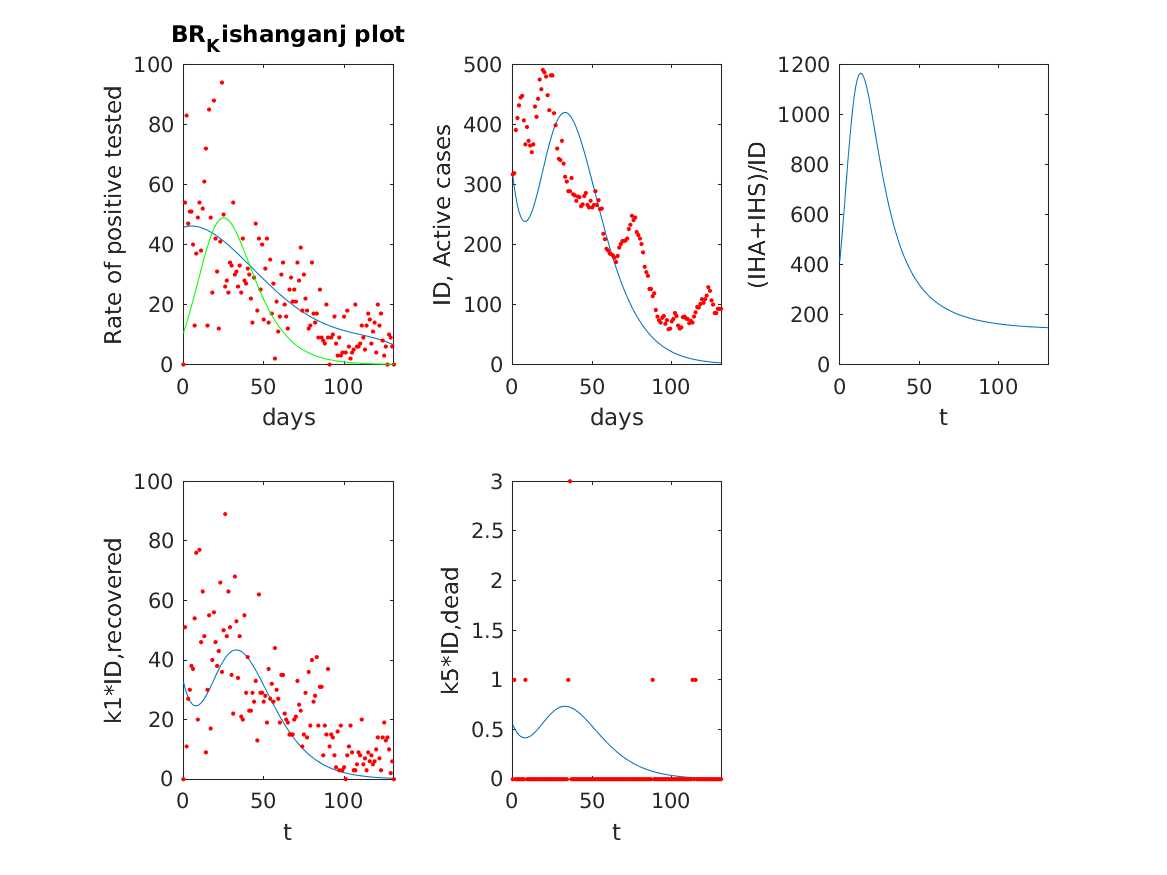 BR_Kishanganj plot
Rate of positive tested
100
80
60
40
20
0
0 50 100
days
ID, Active cases
500
400
300
200
100
0
0 50 100
days
(IHA+IHS)/ID
1200
1000
800
600
400
200
0
0 50 100
t
k1*ID,recovered
100
80
60
40
20
0
0 50 100
t
k5*ID,dead
3
2.5
2
1.5
1
0.5
0
0 50 100
t